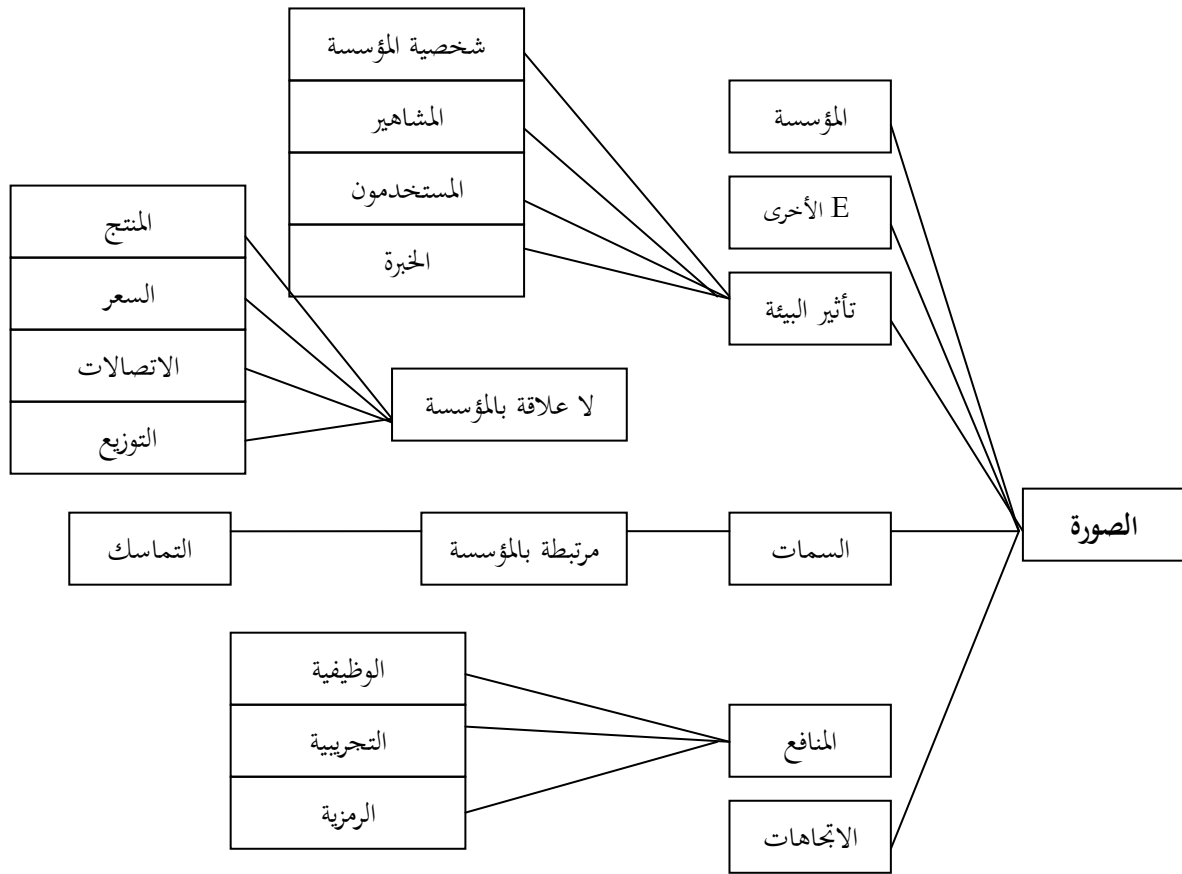 شخصية المؤسسة
المشاهير
المستخدمون
الخبرة
المؤسسة
E الأخرى
تأثير البيئة
المنتج
السعر
الاتصالات
التوزيع
لا علاقة بالمؤسسة
الصورة
السمات
مرتبطة بالمؤسسة
التماسك
الوظيفية
التجريبية
الرمزية
المنافع
الاتجاهات